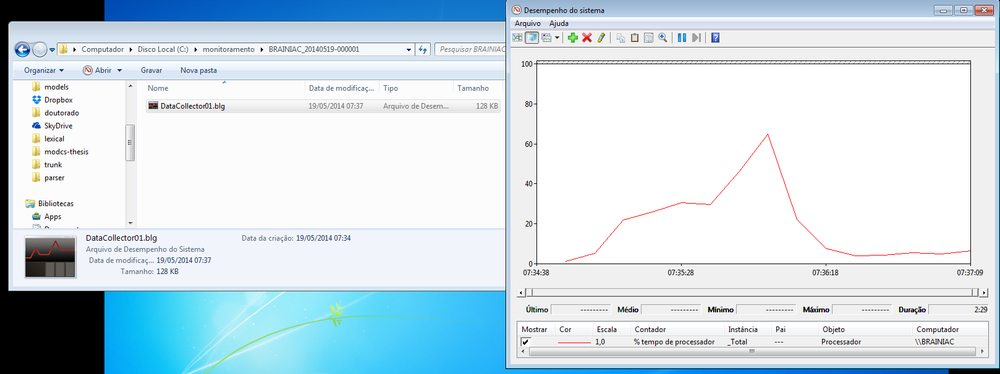 Computador
Disco Local (C:)
monitoramento
BRAINIAC_20140519-000001
Pesquisar BRAINIAC
Organizar
Abrir
Gravar
Nova pasta
models
Dropbox
doutorado
SkyDrive
lexical
modcs-thesis
trunk
parser
Bibliotecas
Apps
Nome
Data de modificaç...
Tipo
Tamanho
DataCollector01.blg
19/05/2014 07:37
Arquivo de Desem...
128 KB
DataCollector01.blg
Data da criação: 19/05/2014 07:34
Arquivo de Desempenho do Sistema
Data de modificaç... 19/05/2014 07:37
Tamanho: 128 KB
Desempenho do sistema
Arquivo Ajuda
100
80
60
40
20
0
07:34:38 07:35:28 07:36:18 07:37:09
Último --------- Médio --------- Mínimo --------- Máximo --------- Duração 2:29
Mostrar Cor Escala Contador Instância Pai Objeto Computador
1,0 % tempo de processador _Total --- Processador \\BRAINIAC